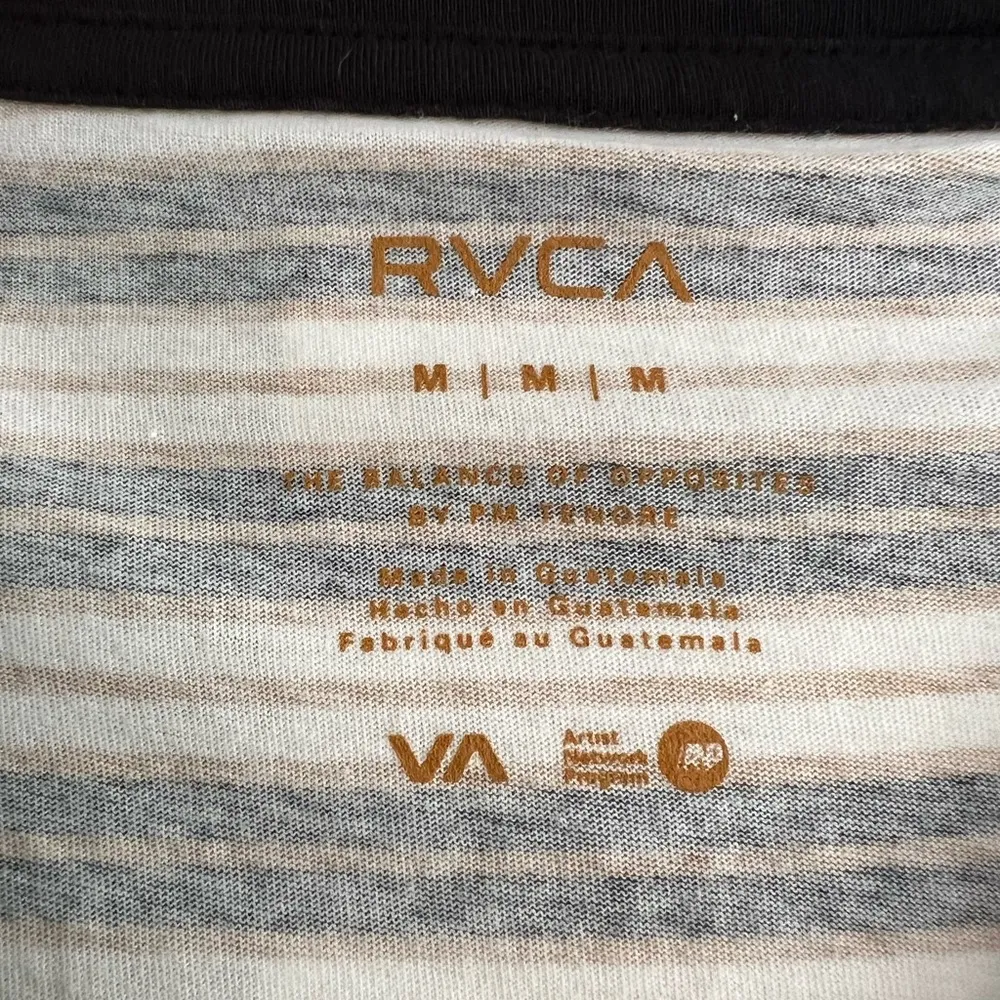 RVCA
M | M | M
THE BALANCE OF OPPOSITES
BY PM TENORE
Made in Guatemala
Hecho en Guatemala
Fabriqué au Guatemala
VA
Artist
Network
Program